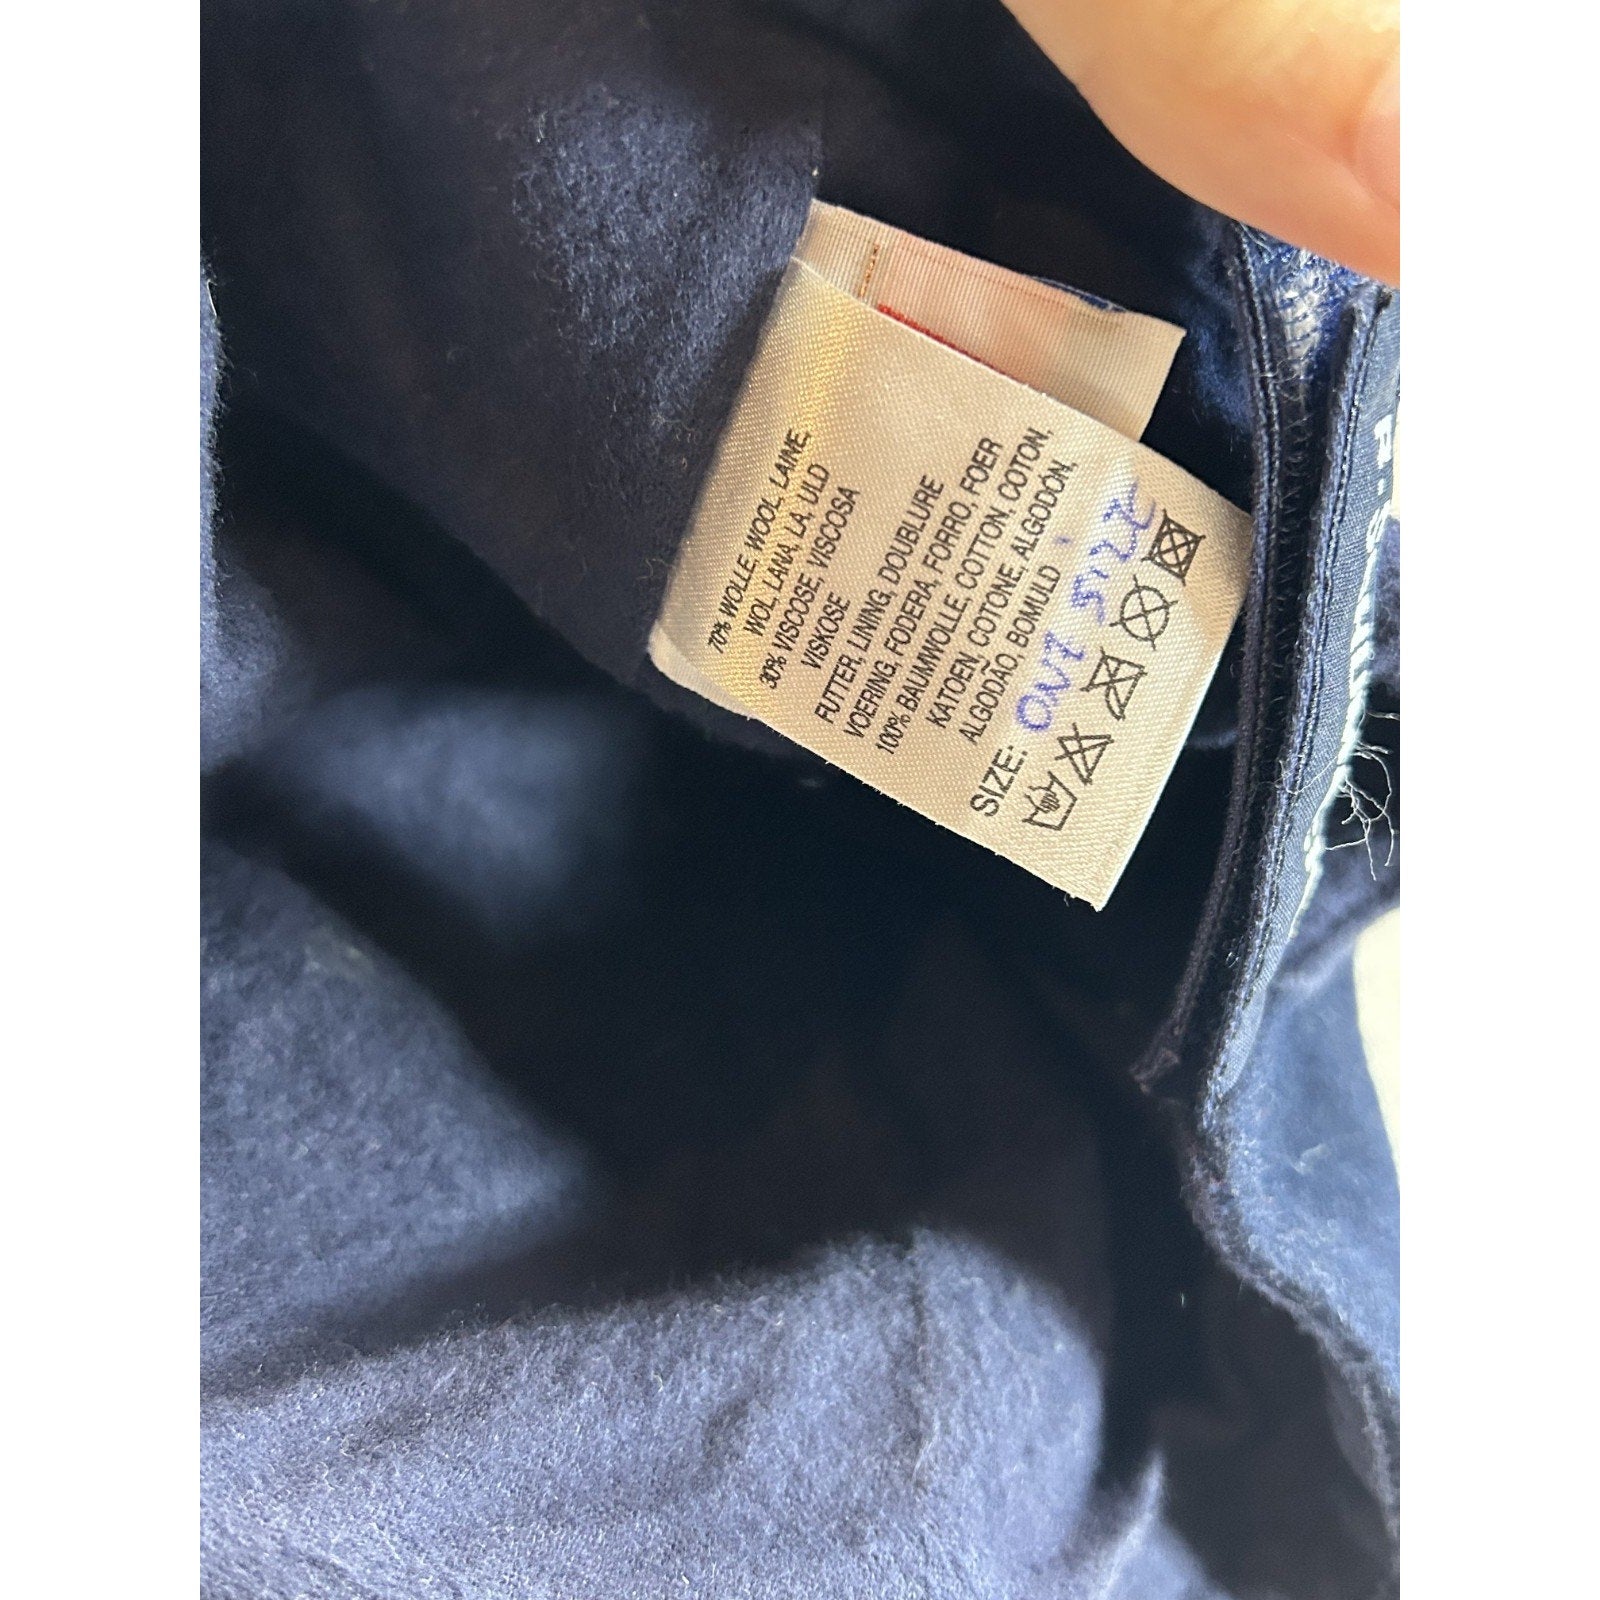 70% WOLLE, WOOL, LAINE,
WOL, LANA, LA, ULD
30% VISCOSE, VISCOSA
VISKOSE
FUTTER, LINING, DOUBLURE
VOERING, FODERA, FORRO, FOER
100% BAUMWOLLE, COTTON, COTON,
KATOEN, COTONE, ALGODÓN,
ALGODÃO, BOMULD
SIZE: ONE SIZE